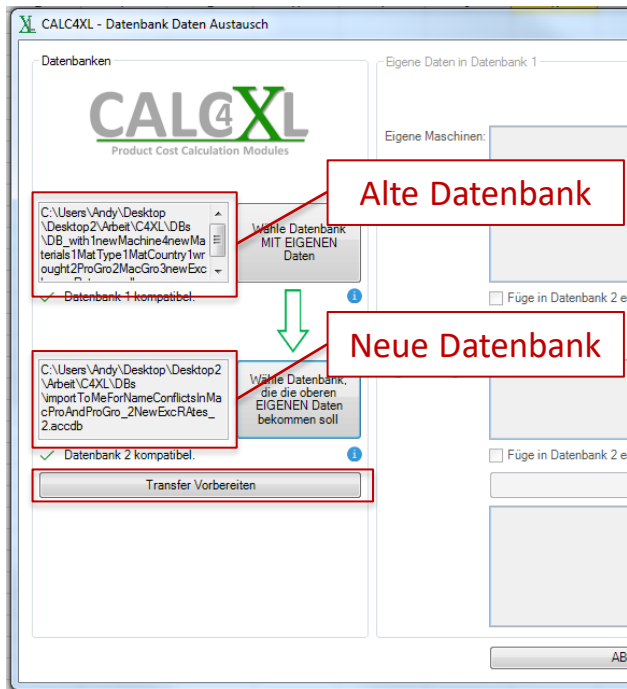 CALC4XL - Datenbank Daten Austausch
Datenbanken
CALC4XL
Product Cost Calculation Modules
C:\Users\Andy\Desktop
\Desktop2\Arbeit\C4XL\DBs
\DB_with1newMachine4newMa
terials1MatType1MatCountry1wr
ought2ProGro2MacGro3newExc
Alte Datenbank
Wähle Datenbank
MIT EIGENEN
Daten
Datenbank 1 kompatibel.
C:\Users\Andy\Desktop\Desktop2
\Arbeit\C4XL\DBs
\importToMeForNameConflictsInMa
cProAndProGro_2NewExcRAtes_
2.accdb
Neue Datenbank
Wähle Datenbank,
die die oberen
EIGENEN Daten
bekommen soll
Datenbank 2 kompatibel.
Transfer Vorbereiten
Eigene Daten in Datenbank 1
Eigene Maschinen:
Füge in Datenbank 2 e
Füge in Datenbank 2 e
AB